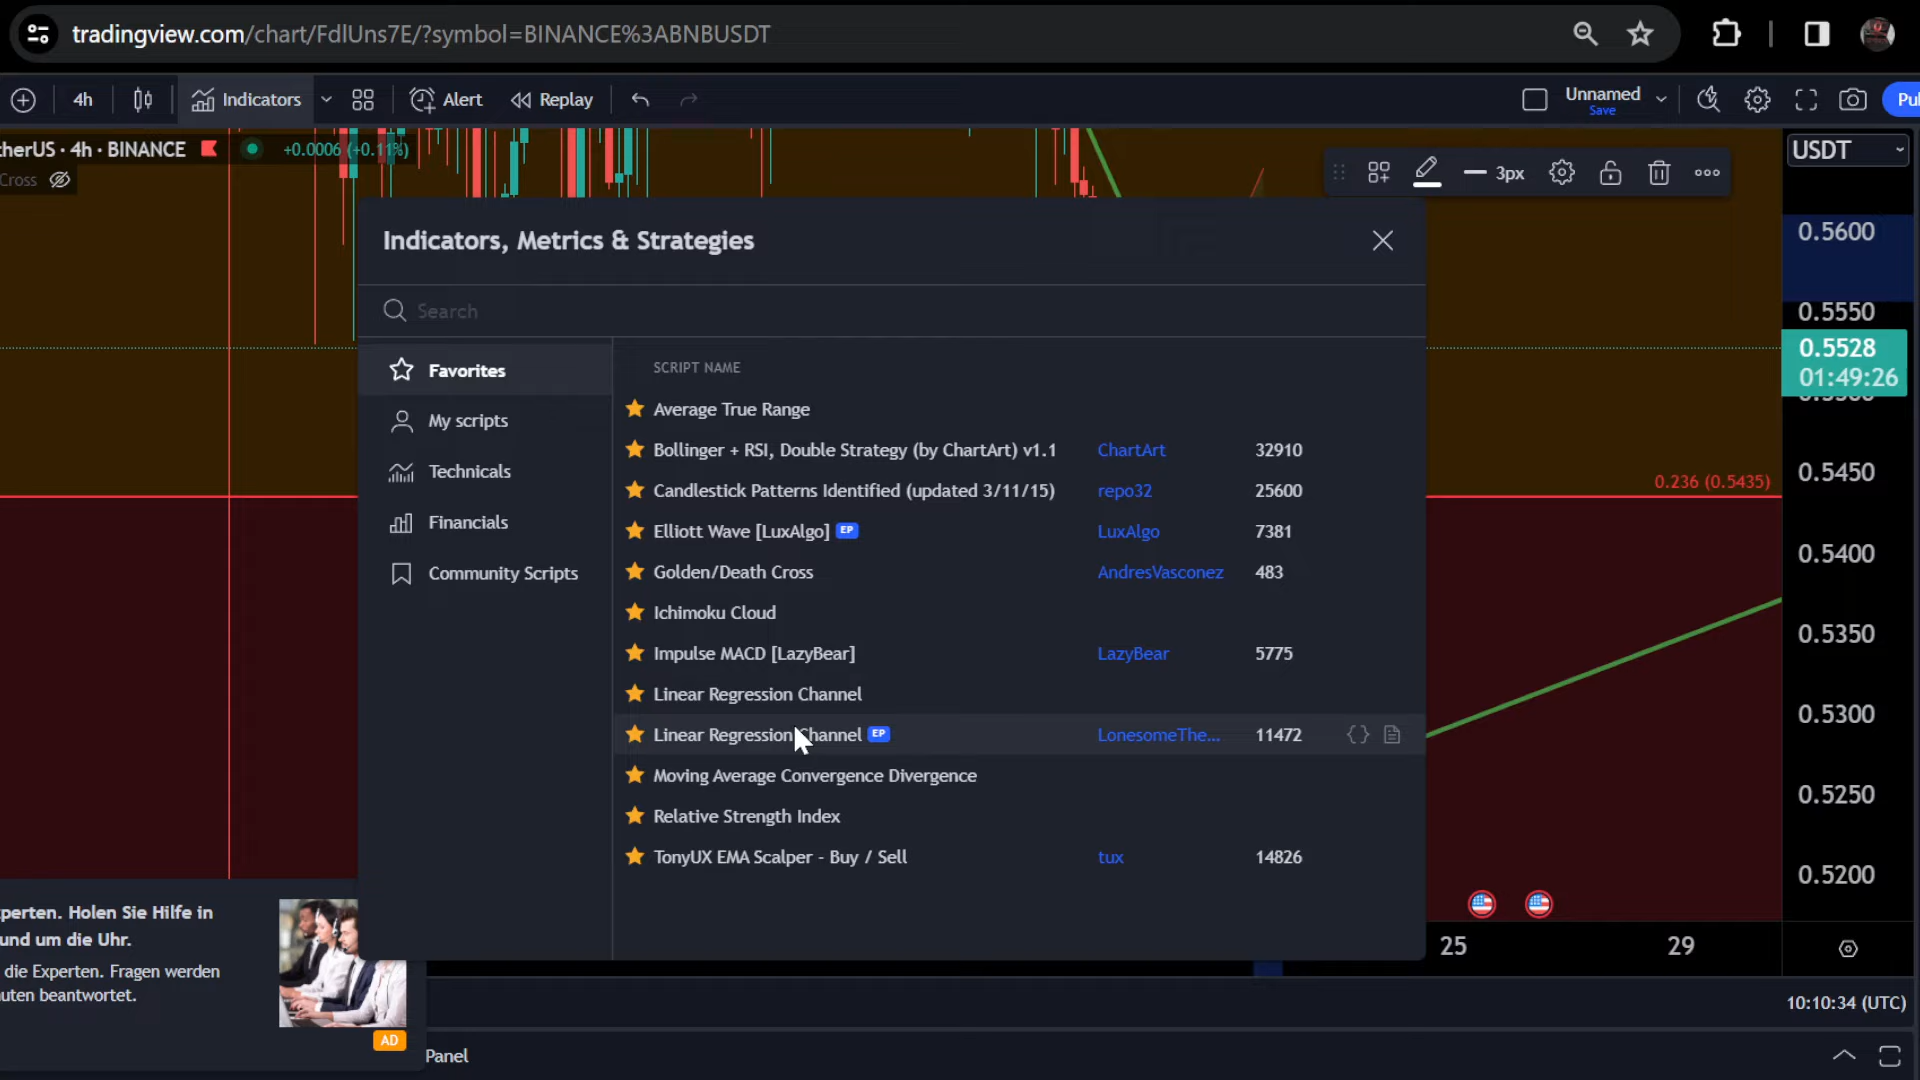 tradingview.com/chart/FdlUns7E/?symbol=BINANCE%3ABNBUSDT
4h Indicators Alert Replay Unnamed Save
therUS · 4h · BINANCE +0.0006 (+0.11%)
Cross
3px
USDT
Indicators, Metrics & Strategies
Search
Favorites
My scripts
Technicals
Financials
Community Scripts
SCRIPT NAME
Average True Range
Bollinger + RSI, Double Strategy (by ChartArt) v1.1 ChartArt 32910
Candlestick Patterns Identified (updated 3/11/15) repo32 25600
Elliott Wave [LuxAlgo] EP LuxAlgo 7381
Golden/Death Cross AndresVasconez 483
Ichimoku Cloud
Impulse MACD [LazyBear] LazyBear 5775
Linear Regression Channel
Linear Regression Channel EP LonesomeThe... 11472
Moving Average Convergence Divergence
Relative Strength Index
TonyUX EMA Scalper - Buy / Sell tux 14826
0.5600
0.5550
0.5528
01:49:26
0.5450
0.236 (0.5435)
0.5400
0.5350
0.5300
0.5250
0.5200
25 29
perten. Holen Sie Hilfe in
und um die Uhr.
die Experten. Fragen werden
uten beantwortet.
AD
10:10:34 (UTC)
Panel